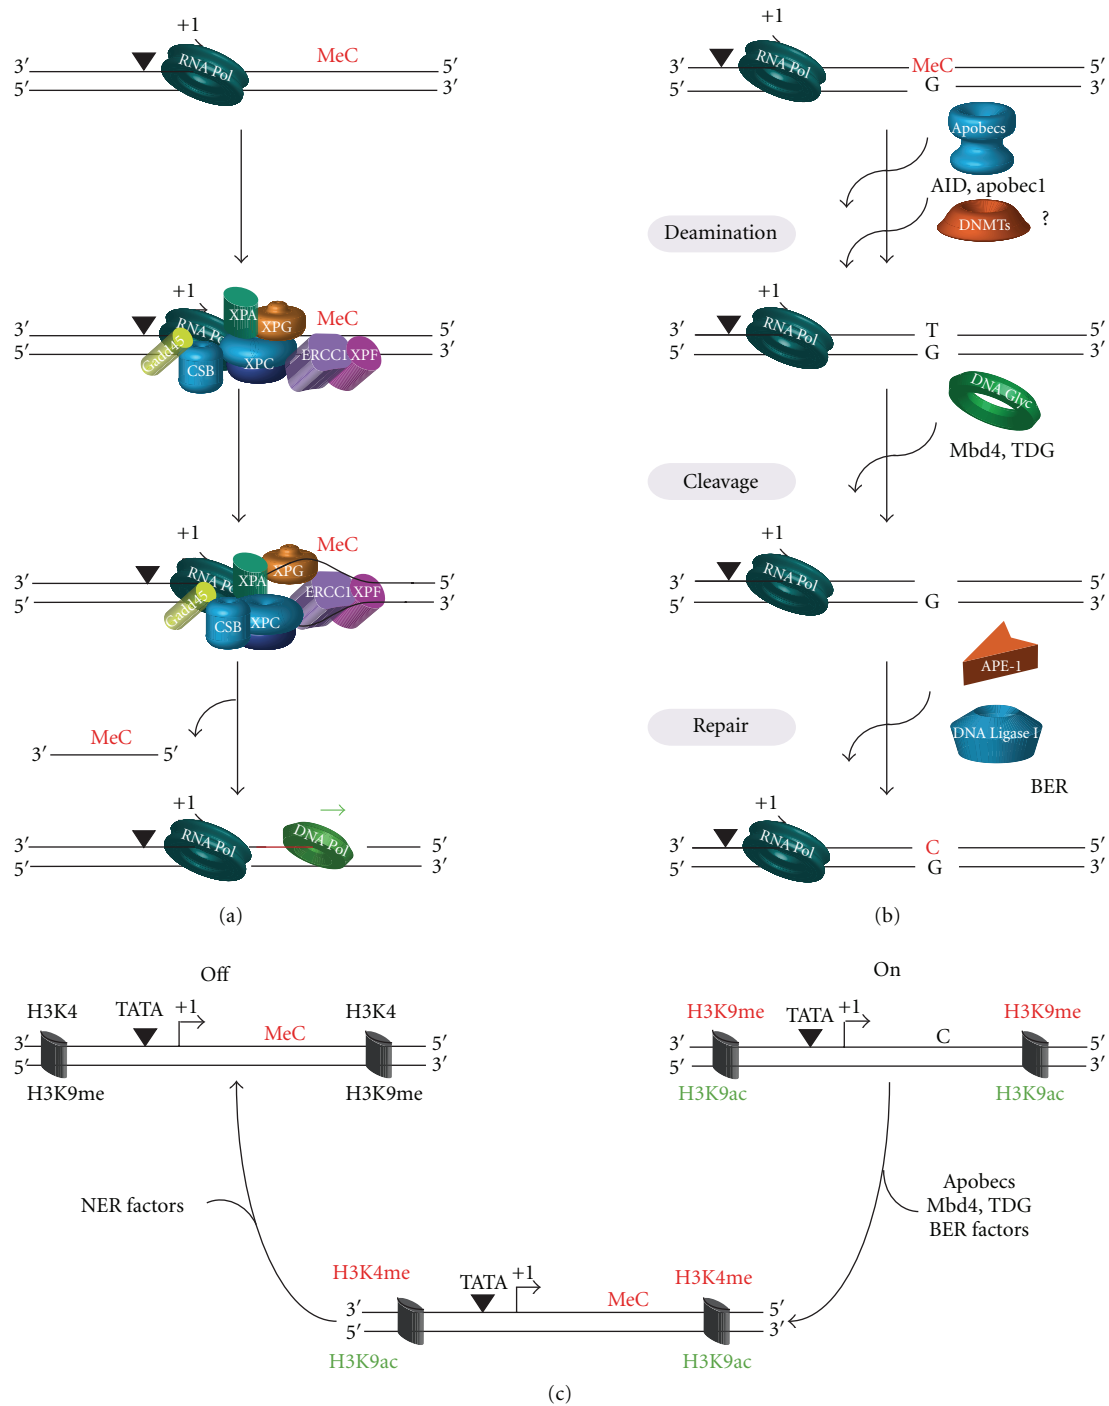 +1
RNA Pol
MeC
3′ 5′
5′ 3′
+1
XPA
RNA Po
XPG
MeC
3′ 5′
5′ 3′
Gadd45
CSB
XPC
ERCC1
XPF
+1
MeC
XPG
RNA Po
XPA
ERCC1
XPF
3′ 5′
5′ 3′
Gadd45
CSB
XPC
MeC
3′ 5′
+1
RNA Pol
DNA Pol
3′ 5′
5′ 3′
(a)
+1
RNA Pol
3′ MeC 5′
5′ G 3′
Apobecs
AID, apobec1
DNMTs
?
Deamination
+1
RNA Pol
3′ T 5′
5′ G 3′
DNA Glyc
Mbd4, TDG
Cleavage
+1
RNA Pol
3′ 5′
5′ G 3′
APE-1
Repair
DNA Ligase I
BER
+1
RNA Pol
3′ C 5′
5′ G 3′
(b)
Off
H3K4 TATA +1 H3K4
MeC
3′ 5′
5′ 3′
H3K9me H3K9me
On
H3K9me TATA +1 H3K9me
C
3′ 5′
5′ 3′
H3K9ac H3K9ac
NER factors
Apobecs
Mbd4, TDG
BER factors
H3K4me TATA +1 H3K4me
MeC
3′ 5′
5′ 3′
H3K9ac H3K9ac
(c)